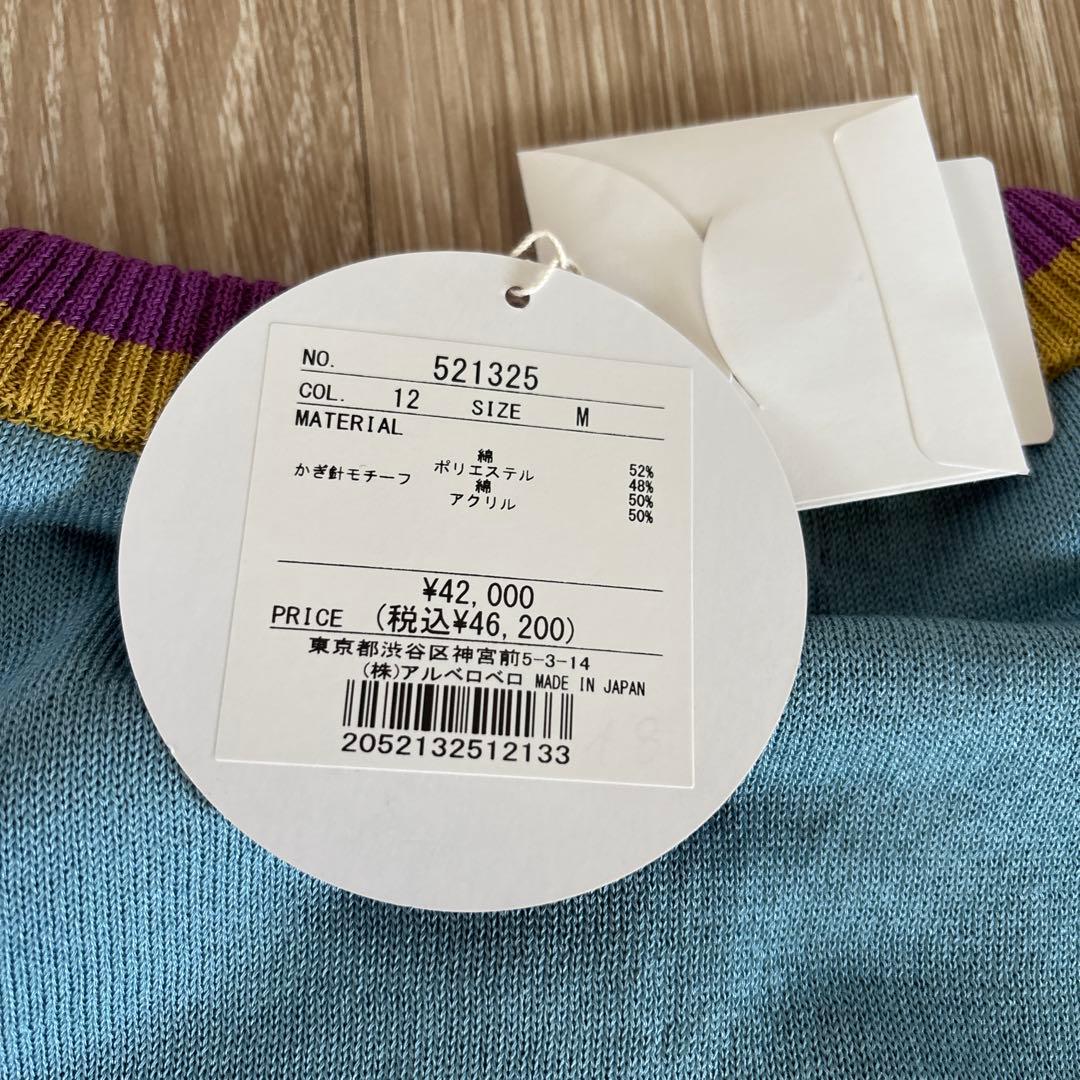 NO. 521325
COL. 12 SIZE M
MATERIAL
綿 52%
かぎ針モチーフ ポリエステル 48%
綿 50%
アクリル 50%
¥42,000
PRICE (税込¥46,200)
東京都渋谷区神宮前5-3-14
(株)アルベロベロ MADE IN JAPAN
2052132512133